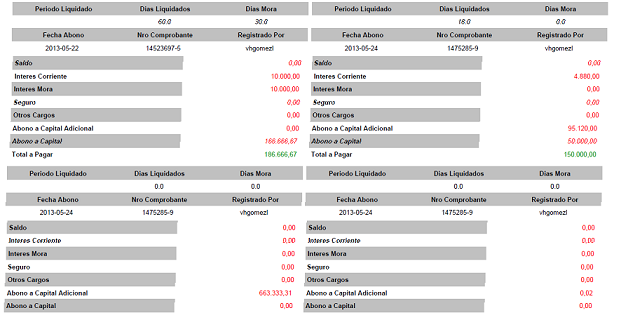 Periodo Liquidado Dias Liquidados Dias Mora
60.0 30.0
Fecha Abono Nro Comprobante Registrado Por
2013-05-22 14523697-5 vhgomezl
Saldo 0,00
Interes Corriente 10.000,00
Interes Mora 10.000,00
Seguro 0,00
Otros Cargos 0,00
Abono a Capital Adicional 0,00
Abono a Capital 166.666,67
Total a Pagar 186.666,67
Periodo Liquidado Dias Liquidados Dias Mora
18.0 0.0
Fecha Abono Nro Comprobante Registrado Por
2013-05-24 1475285-9 vhgomezl
Saldo 0,00
Interes Corriente 4.880,00
Interes Mora 0,00
Seguro 0,00
Otros Cargos 0,00
Abono a Capital Adicional 95.120,00
Abono a Capital 50.000,00
Total a Pagar 150.000,00
Periodo Liquidado Dias Liquidados Dias Mora
0.0 0.0
Fecha Abono Nro Comprobante Registrado Por
2013-05-24 1475285-9 vhgomezl
Saldo 0,00
Interes Corriente 0,00
Interes Mora 0,00
Seguro 0,00
Otros Cargos 0,00
Abono a Capital Adicional 663.333,31
Abono a Capital 0,00
Periodo Liquidado Dias Liquidados Dias Mora
0.0 0.0
Fecha Abono Nro Comprobante Registrado Por
2013-05-24 1475285-9 vhgomezl
Saldo 0,00
Interes Corriente 0,00
Interes Mora 0,00
Seguro 0,00
Otros Cargos 0,00
Abono a Capital Adicional 0,02
Abono a Capital 0,00